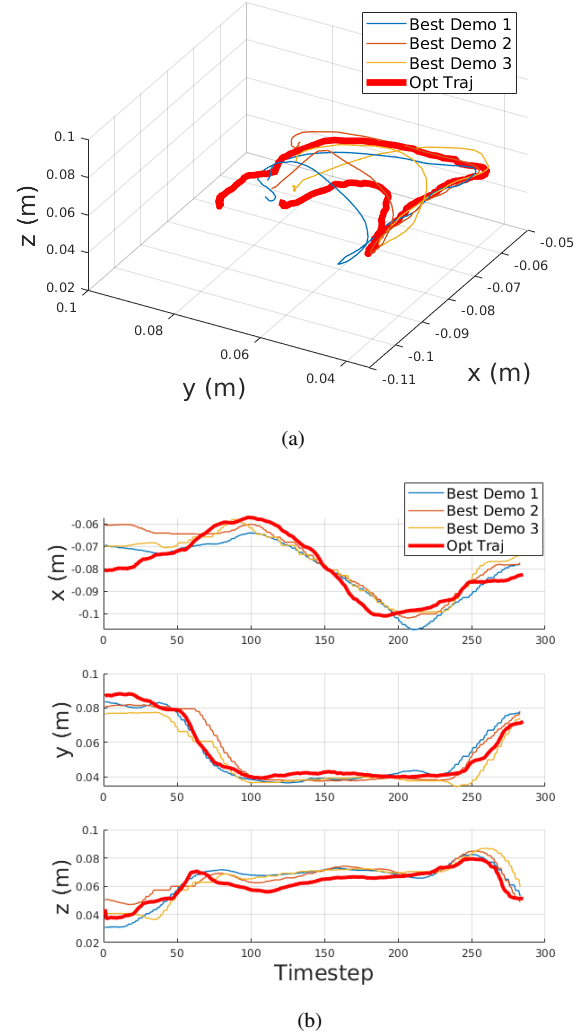 Best Demo 1
Best Demo 2
Best Demo 3
Opt Traj
0.1
0.08
0.06
0.04
0.02
z (m)
0.1
0.08
0.06
0.04
y (m)
-0.05
-0.06
-0.07
-0.08
-0.09
-0.1
-0.11
x (m)
(a)
Best Demo 1
Best Demo 2
Best Demo 3
Opt Traj
-0.06
-0.07
-0.08
-0.09
-0.1
x (m)
0 50 100 150 200 250 300
0.1
0.08
0.06
0.04
y (m)
0 50 100 150 200 250 300
0.1
0.08
0.06
0.04
0.02
z (m)
0 50 100 150 200 250 300
Timestep
(b)